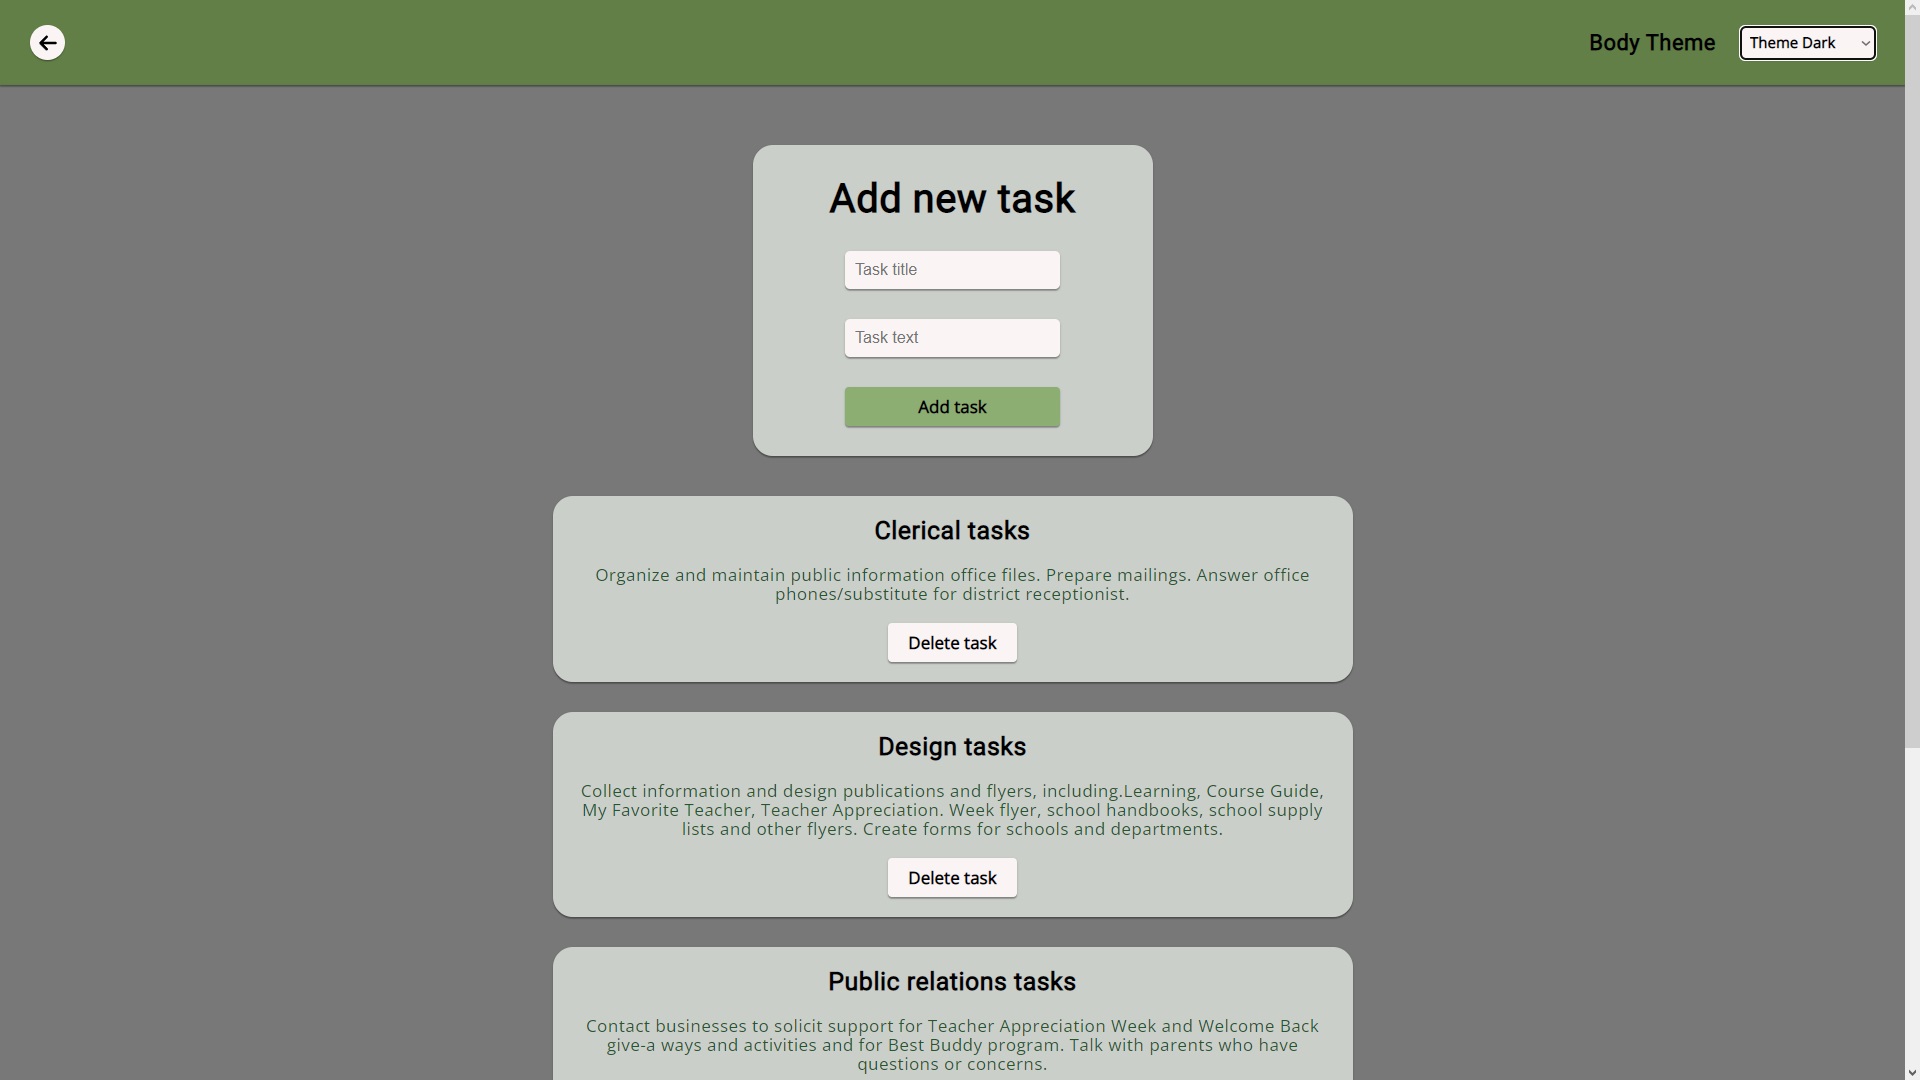 Body Theme
Theme Dark
Add new task
Task title
Task text
Add task
Clerical tasks
Organize and maintain public information office files. Prepare mailings. Answer office
phones/substitute for district receptionist.
Delete task
Design tasks
Collect information and design publications and flyers, including.Learning, Course Guide,
My Favorite Teacher, Teacher Appreciation. Week flyer, school handbooks, school supply
lists and other flyers. Create forms for schools and departments.
Delete task
Public relations tasks
Contact businesses to solicit support for Teacher Appreciation Week and Welcome Back
give-a ways and activities and for Best Buddy program. Talk with parents who have
questions or concerns.